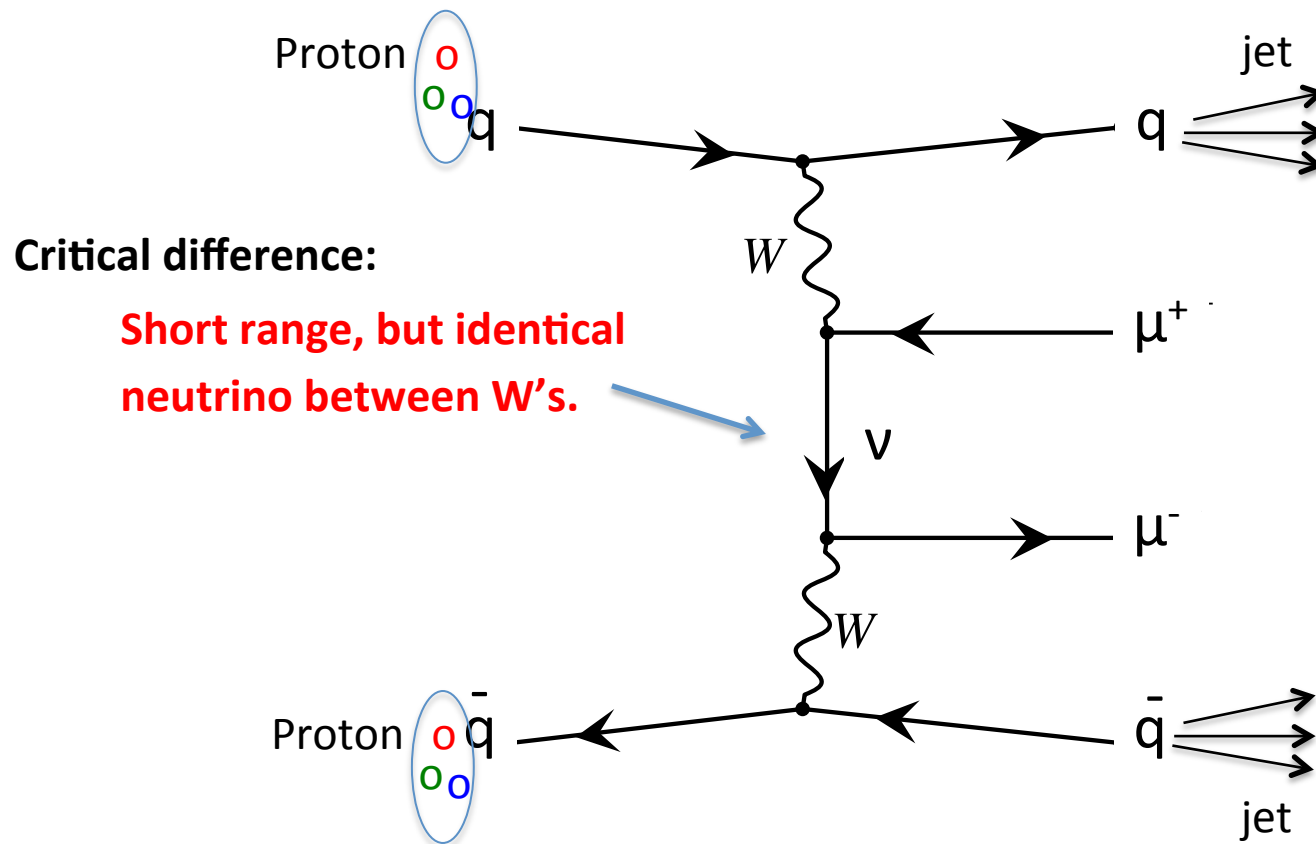 Proton
o
o o
q
q
jet
W
Critical difference:
Short range, but identical
neutrino between W’s.
μ⁺
ν
μ⁻
W
Proton
o
o o
q̄
q̄
jet